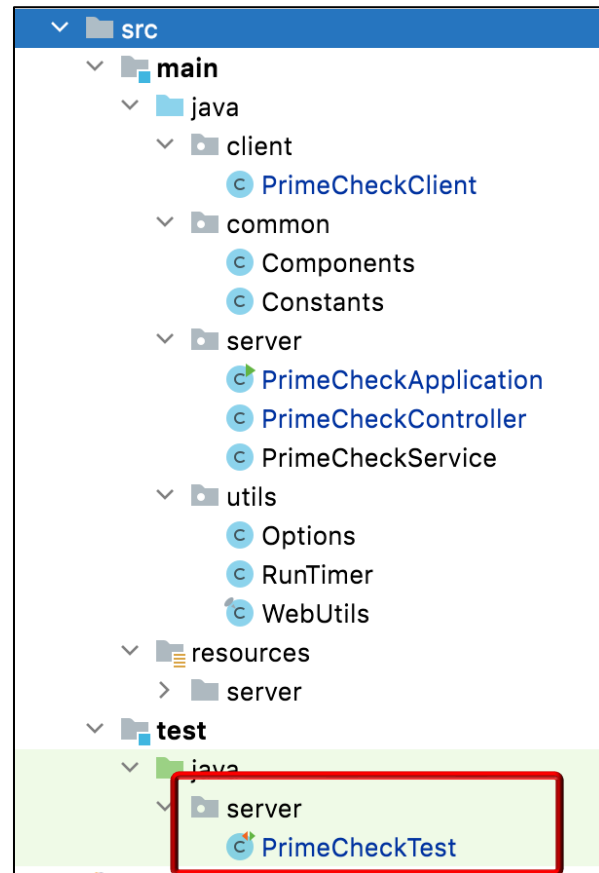 src
main
java
client
C PrimeCheckClient
common
C Components
C Constants
server
C PrimeCheckApplication
C PrimeCheckController
C PrimeCheckService
utils
C Options
C RunTimer
C WebUtils
resources
server
test
java
server
C PrimeCheckTest